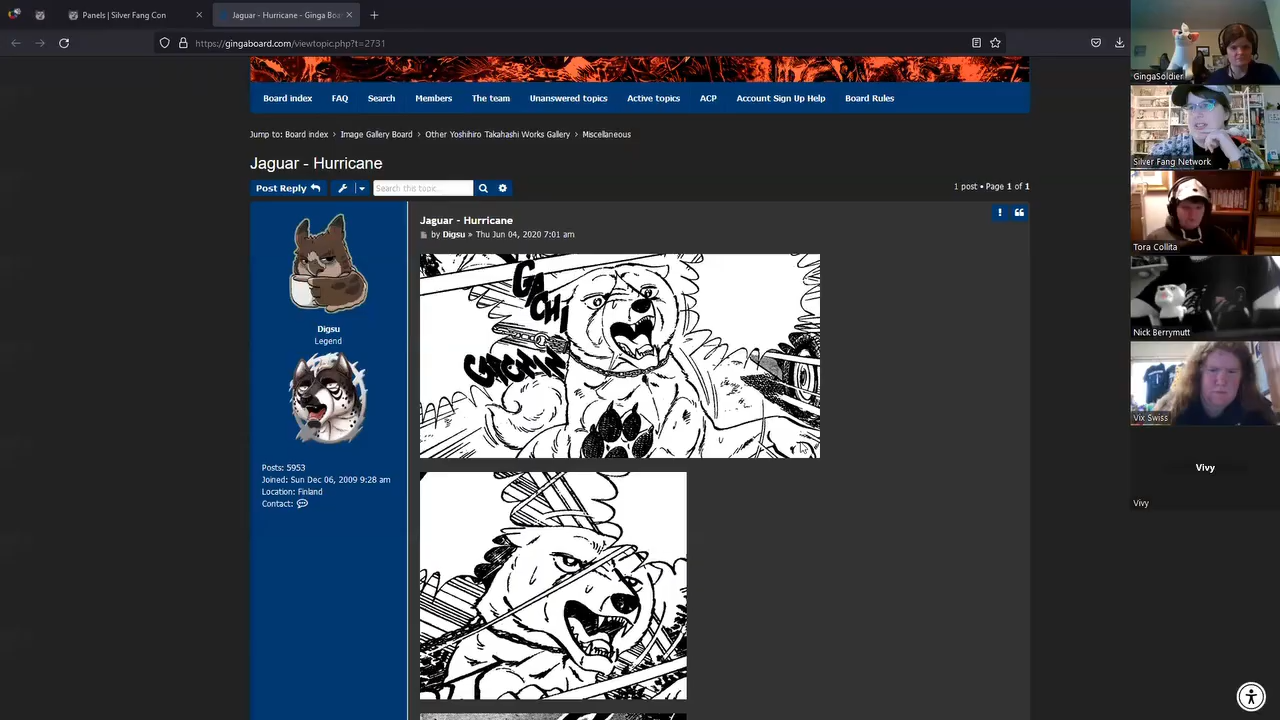 Panels | Silver Fang Con
Jaguar - Hurricane - Ginga Boa
https://gingaboard.com/viewtopic.php?t=2731
Board index FAQ Search Members The team Unanswered topics Active topics ACP Account Sign Up Help Board Rules
Jump to: Board index › Image Gallery Board › Other Yoshihiro Takahashi Works Gallery › Miscellaneous
Jaguar - Hurricane
Post Reply
Search this topic…
1 post • Page 1 of 1
Jaguar - Hurricane
by Digsu » Thu Jun 04, 2020 7:01 am
GA
CHI
Digsu
Legend
Posts: 5953
Joined: Sun Dec 06, 2009 9:28 am
Location: Finland
Contact:
GingaSoldier
Silver Fang Network
Tora Collita
Nick Berrymutt
Vix Swiss
Vivy
Vivy